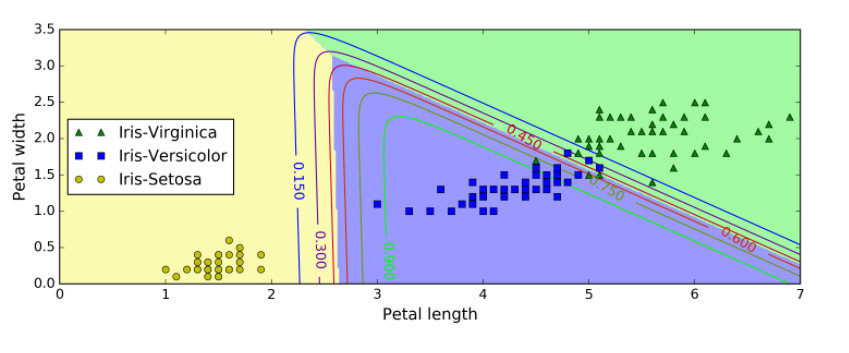 3.5
3.0
2.5
2.0
1.5
1.0
0.5
0.0
Petal width
Iris-Virginica
Iris-Versicolor
Iris-Setosa
0.150
0.300
0.450
0.750
0.600
0.900
0 1 2 3 4 5 6 7
Petal length